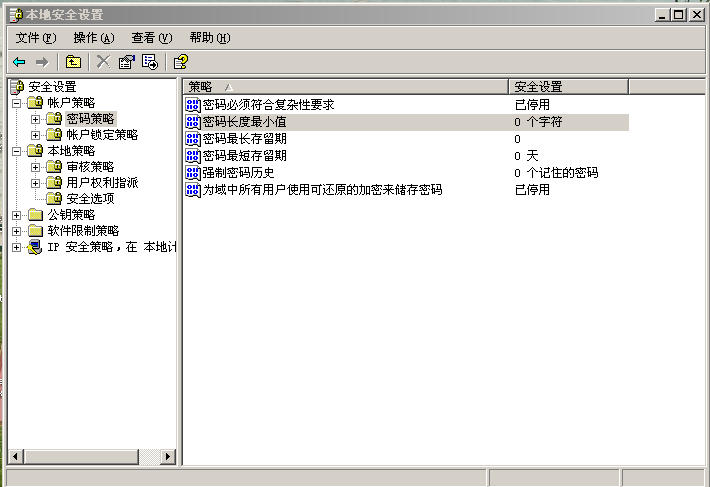 本地安全设置
文件(F) 操作(A) 查看(V) 帮助(H)
安全设置
帐户策略
密码策略
帐户锁定策略
本地策略
审核策略
用户权利指派
安全选项
公钥策略
软件限制策略
IP 安全策略，在 本地计
策略 安全设置
密码必须符合复杂性要求 已停用
密码长度最小值 0 个字符
密码最长存留期 0
密码最短存留期 0 天
强制密码历史 0 个记住的密码
为域中所有用户使用可还原的加密来储存密码 已停用